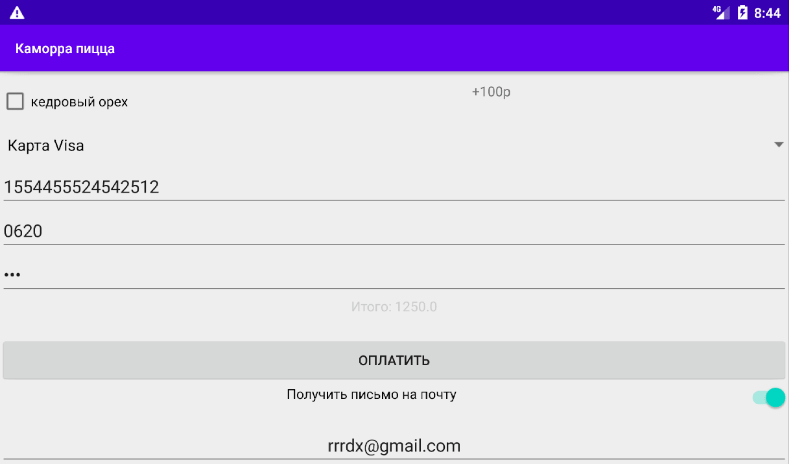 4G 8:44
Каморра пицца
кедровый орех +100р
Карта Visa
1554455524542512
0620
•••
Итого: 1250.0
ОПЛАТИТЬ
Получить письмо на почту
rrrdx@gmail.com